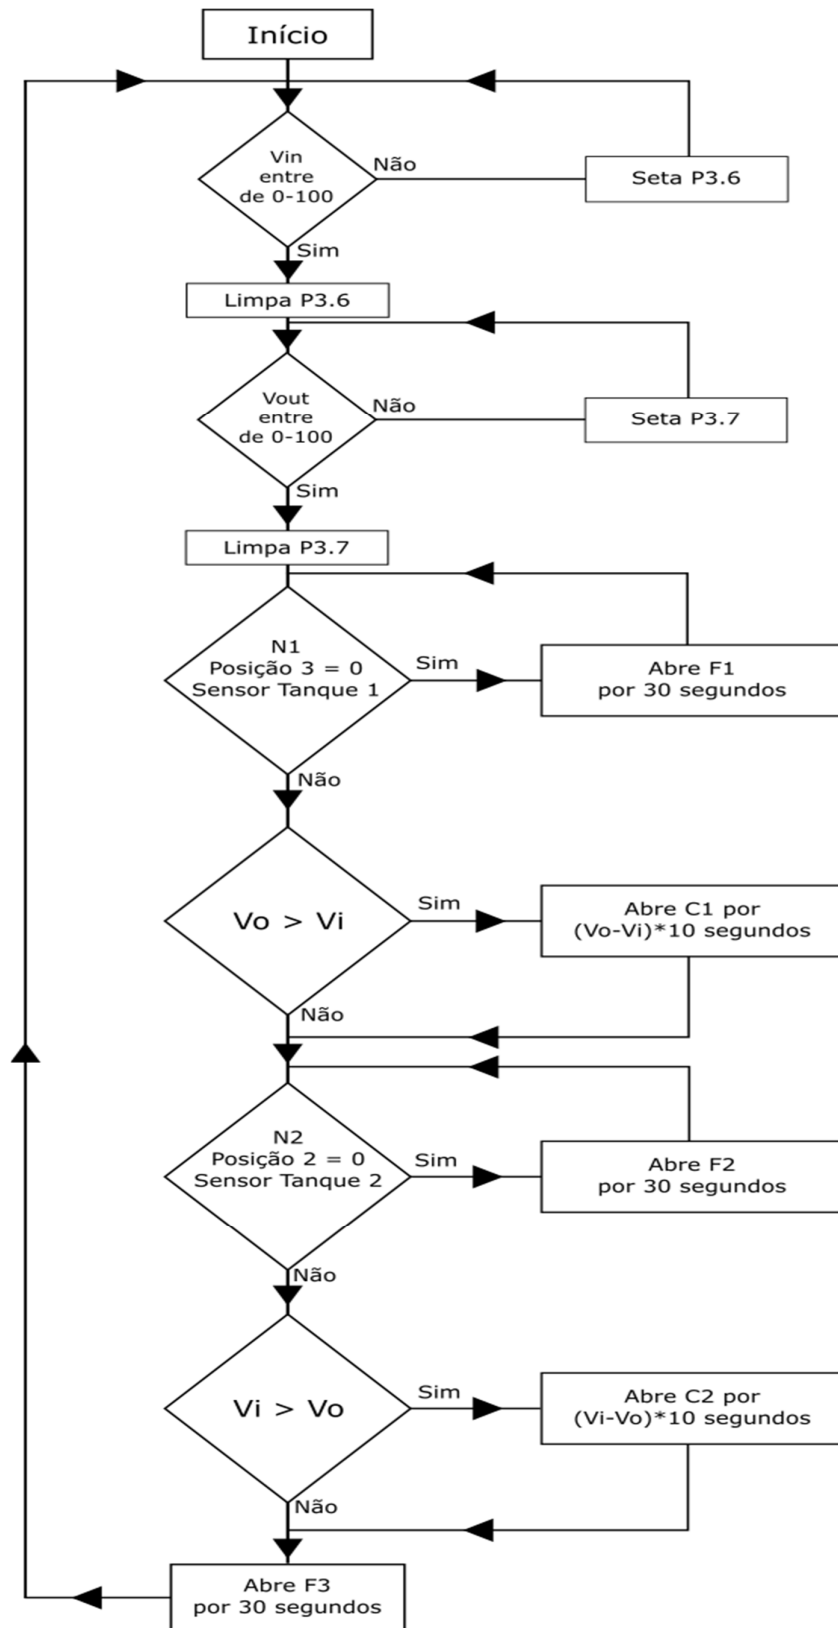 Início
Vin
entre
de 0-100
Não
Seta P3.6
Sim
Limpa P3.6
Vout
entre
de 0-100
Não
Seta P3.7
Sim
Limpa P3.7
N1
Posição 3 = 0
Sensor Tanque 1
Sim
Abre F1
por 30 segundos
Não
Vo > Vi
Sim
Abre C1 por
(Vo-Vi)*10 segundos
Não
N2
Posição 2 = 0
Sensor Tanque 2
Sim
Abre F2
por 30 segundos
Não
Vi > Vo
Sim
Abre C2 por
(Vi-Vo)*10 segundos
Não
Abre F3
por 30 segundos